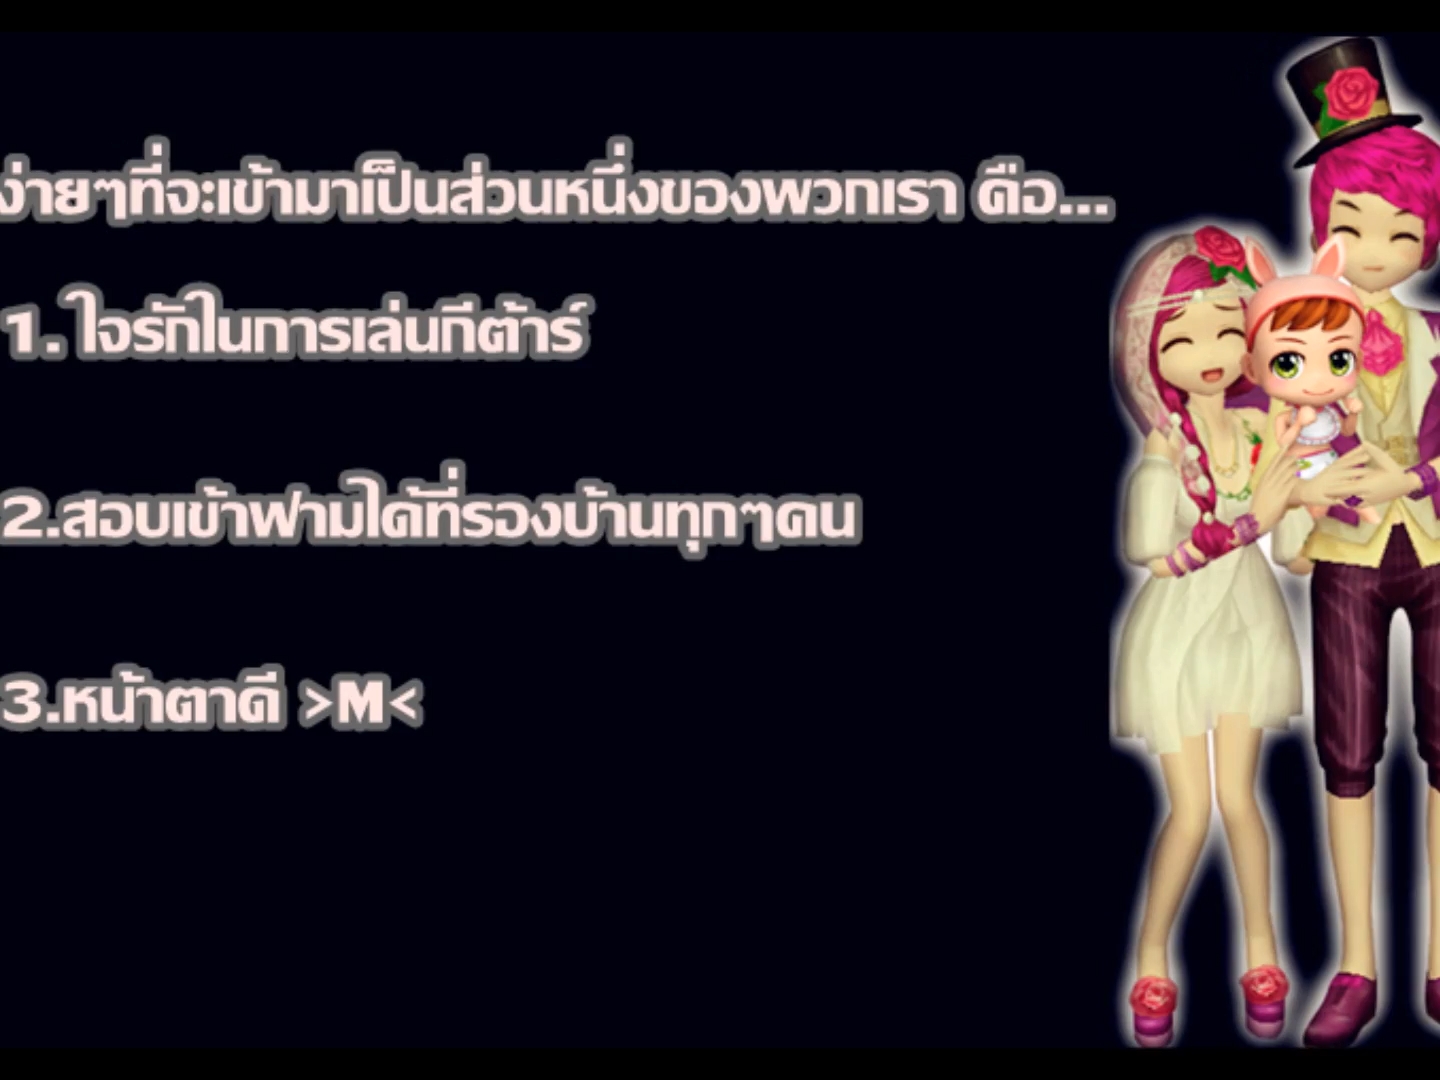 ง่ายๆที่จะเข้ามาเป็นส่วนหนึ่งของพวกเรา คือ...
1. ใจรักในการเล่นกีต้าร์
2.สอบเข้าฟามได้ที่รองบ้านทุกๆคน
3.หน้าตาดี >M<